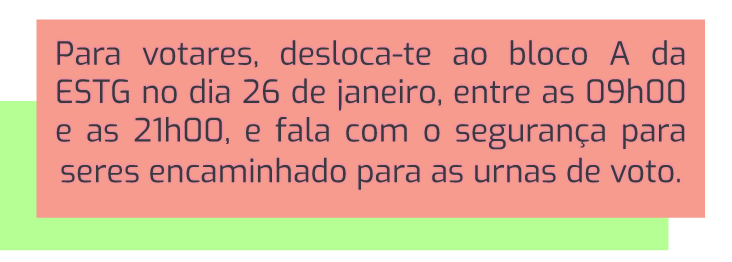 Para votares, desloca-te ao bloco A da
ESTG no dia 26 de janeiro, entre as 09h00
e as 21h00, e fala com o segurança para
seres encaminhado para as urnas de voto.